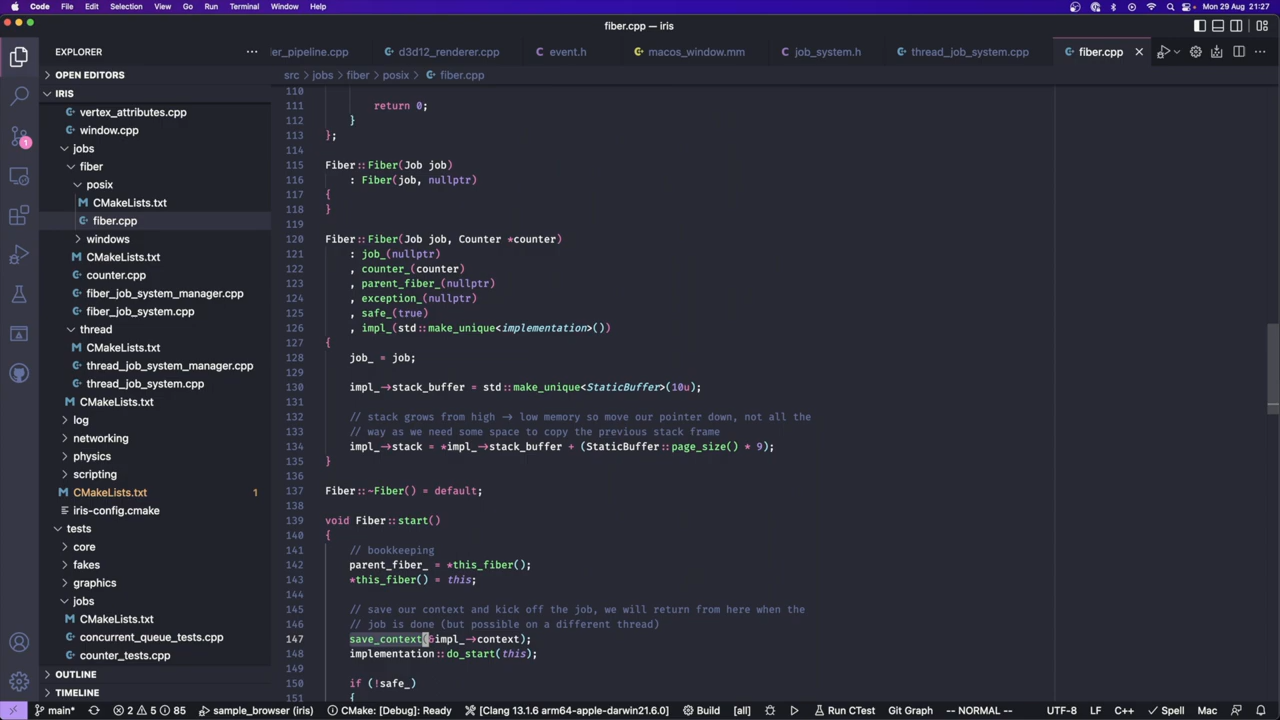 Code File Edit Selection View Go Run Terminal Window Help Mon 29 Aug 21:27
fiber.cpp — iris
EXPLORER
er_pipeline.cpp d3d12_renderer.cpp event.h macos_window.mm job_system.h thread_job_system.cpp fiber.cpp
OPEN EDITORS
src > jobs > fiber > posix > fiber.cpp
IRIS
vertex_attributes.cpp
window.cpp
jobs
fiber
posix
CMakeLists.txt
fiber.cpp
windows
CMakeLists.txt
counter.cpp
fiber_job_system_manager.cpp
fiber_job_system.cpp
thread
CMakeLists.txt
thread_job_system_manager.cpp
thread_job_system.cpp
CMakeLists.txt
log
networking
physics
scripting
CMakeLists.txt 1
iris-config.cmake
tests
core
fakes
graphics
jobs
CMakeLists.txt
concurrent_queue_tests.cpp
counter_tests.cpp
OUTLINE
TIMELINE
1
110
111 return 0;
112 }
113 };
114
115 Fiber::Fiber(Job job)
116 : Fiber(job, nullptr)
117 {
118 }
119
120 Fiber::Fiber(Job job, Counter *counter)
121 : job_(nullptr)
122 , counter_(counter)
123 , parent_fiber_(nullptr)
124 , exception_(nullptr)
125 , safe_(true)
126 , impl_(std::make_unique<implementation>())
127 {
128 job_ = job;
129
130 impl_->stack_buffer = std::make_unique<StaticBuffer>(10u);
131
132 // stack grows from high -> low memory so move our pointer down, not all the
133 // way as we need some space to copy the previous stack frame
134 impl_->stack = *impl_->stack_buffer + (StaticBuffer::page_size() * 9);
135 }
136
137 Fiber::~Fiber() = default;
138
139 void Fiber::start()
140 {
141 // bookkeeping
142 parent_fiber_ = *this_fiber();
143 *this_fiber() = this;
144
145 // save our context and kick off the job, we will return from here when the
146 // job is done (but possible on a different thread)
147 save_context(&impl_->context);
148 implementation::do_start(this);
149
150 if (!safe_)
151 {
main* 2 5 85 sample_browser (iris) CMake: [Debug]: Ready [Clang 13.1.6 arm64-apple-darwin21.6.0] Build [all] Run CTest Git Graph -- NORMAL -- UTF-8 LF C++ Spell Mac